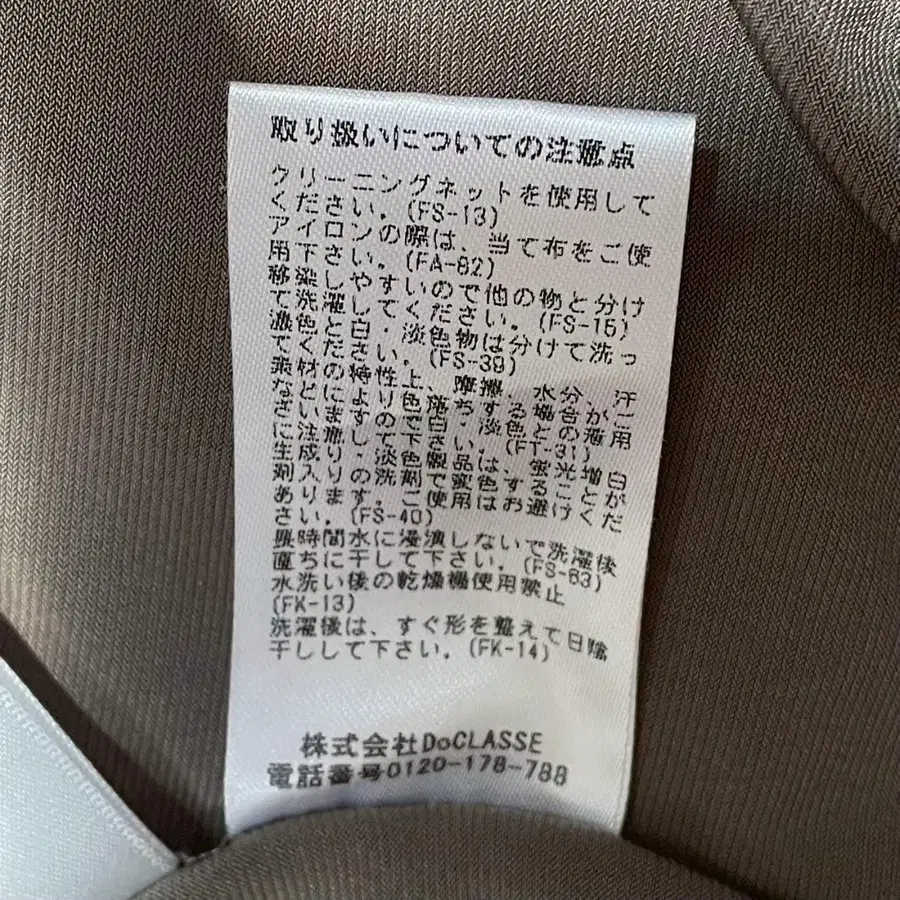 取り扱いについての注意点
クリーニングネットを使用して
ください。(FS-13)
アイロンの際は、当て布をご使
用下さい。(FA-82)
移染しやすいので他の物と分け
て洗濯してください。(FS-15)
濃色と白・淡色物は分けて洗っ
てください。(FS-39)
素材の特性上、摩擦、水分、汗
などにより色落ちする場合がご
ざいますので白・淡色との着用
に注意して下さい。(FT-31)
生成り・淡色製品は、蛍光増白
剤入りの洗剤で変色することが
あります。ご使用はお避けくだ
さい。(FS-40)
長時間水に浸漬しないで洗濯後
直ちに干して下さい。(FS-63)
水洗い後の乾燥機使用禁止
(FK-13)
洗濯後は、すぐ形を整えて日陰
干しして下さい。(FK-14)
株式会社DoCLASSE
電話番号0120-178-788